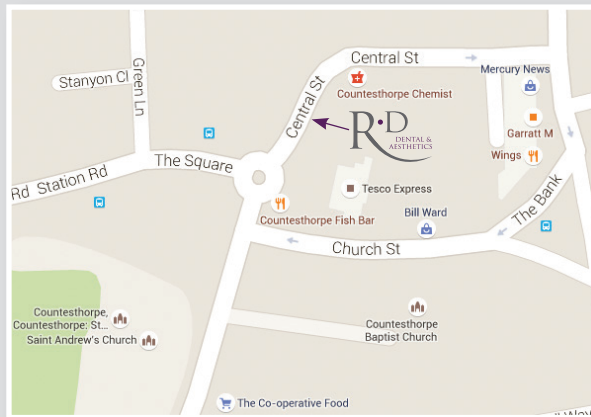 Central St
Mercury News
Green Ln
Stanyon Cl
Countesthorpe Chemist
Central St
R·D
DENTAL &
AESTHETICS
Garratt M
Wings
The Square
Rd Station Rd
Tesco Express
The Bank
Bill Ward
Countesthorpe Fish Bar
Church St
Countesthorpe,
Countesthorpe: St...
Saint Andrew's Church
Countesthorpe
Baptist Church
The Co-operative Food